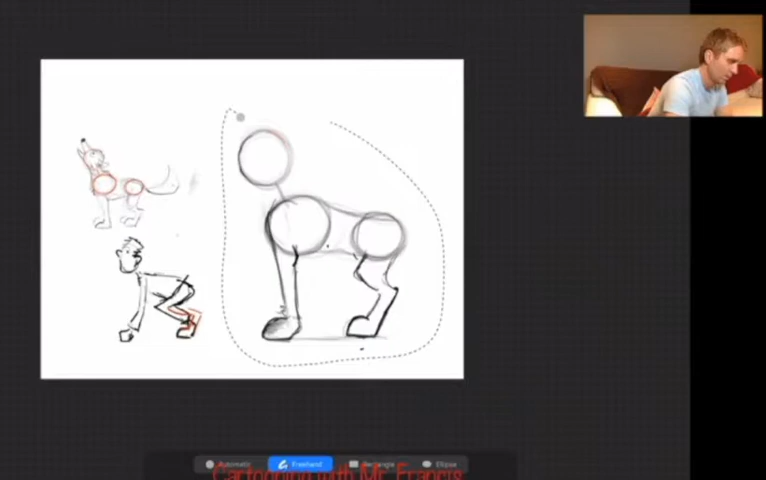 Automatic
Freehand
Rectangle
Ellipse
Cartooning with Mr. Francis